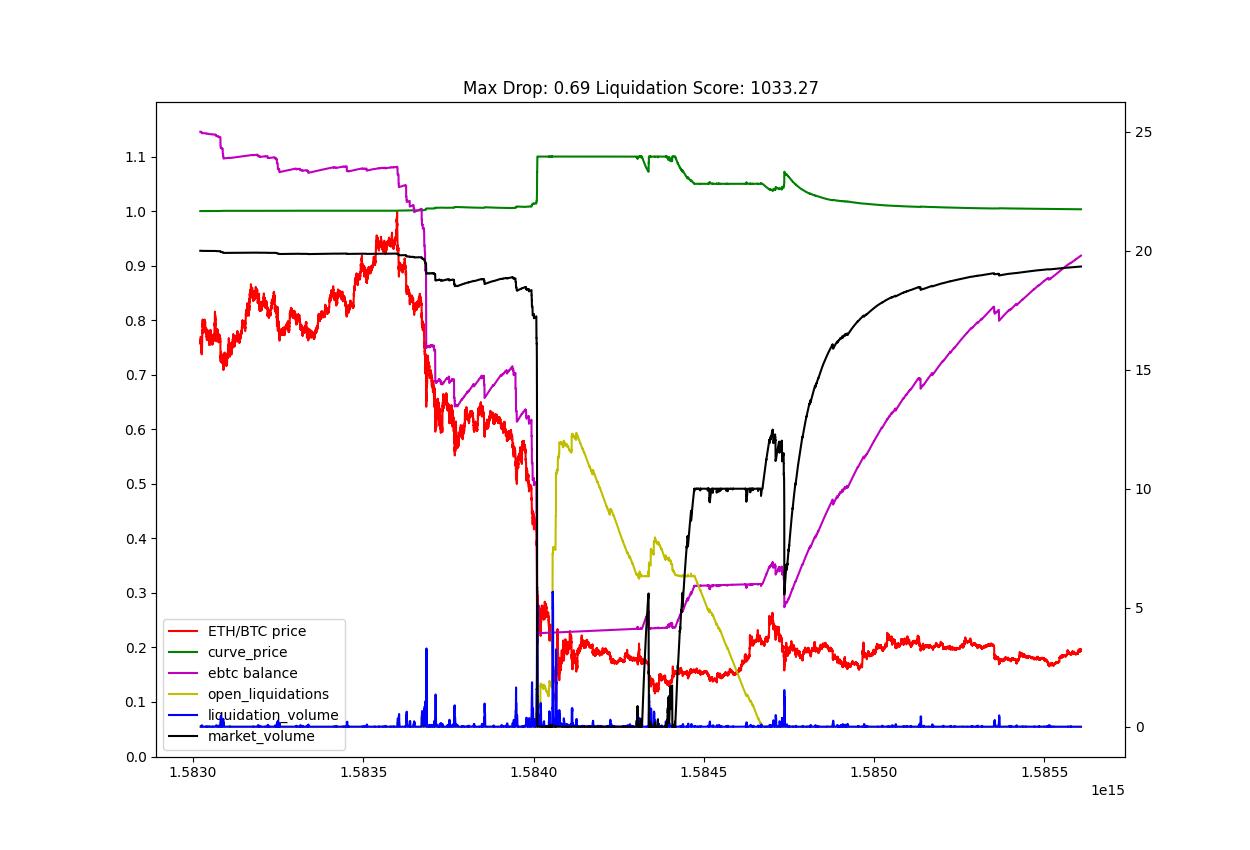 Max Drop: 0.69 Liquidation Score: 1033.27
1.1
1.0
0.9
0.8
0.7
0.6
0.5
0.4
0.3
0.2
0.1
0.0
25
20
15
10
5
0
ETH/BTC price
curve_price
ebtc balance
open_liquidations
liquidation_volume
market_volume
1.5830 1.5835 1.5840 1.5845 1.5850 1.5855
1e15